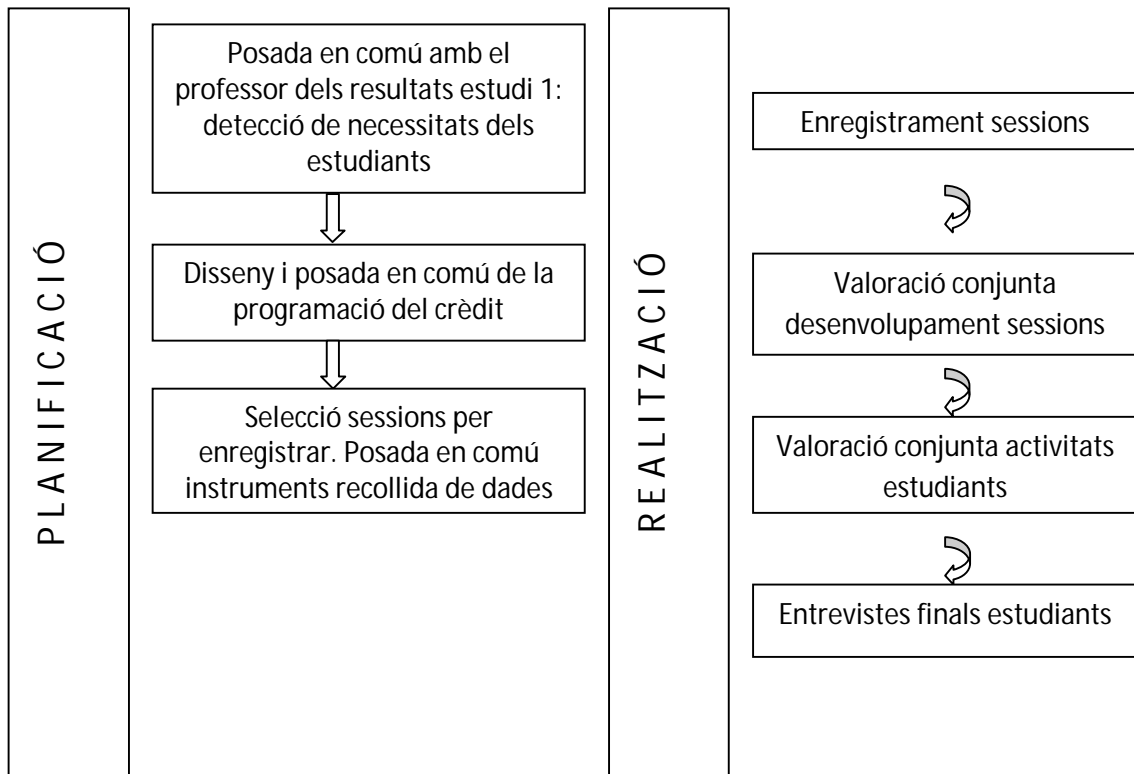 PLANIFICACIÓ
Posada en comú amb el
professor dels resultats estudi 1:
detecció de necessitats dels
estudiants
Disseny i posada en comú de la
programació del crèdit
Selecció sessions per
enregistrar. Posada en comú
instruments recollida de dades
REALITZACIÓ
Enregistrament sessions
Valoració conjunta
desenvolupament sessions
Valoració conjunta activitats
estudiants
Entrevistes finals estudiants